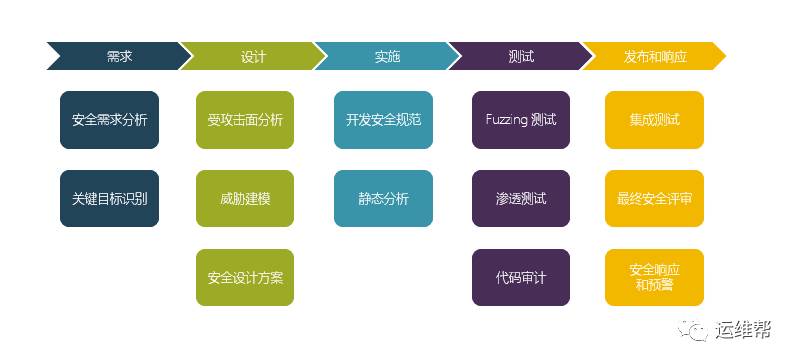 需求
设计
实施
测试
发布和响应
安全需求分析
受攻击面分析
开发安全规范
Fuzzing 测试
集成测试
关键目标识别
威胁建模
静态分析
渗透测试
最终安全评审
安全设计方案
代码审计
安全响应
和预警
运维帮